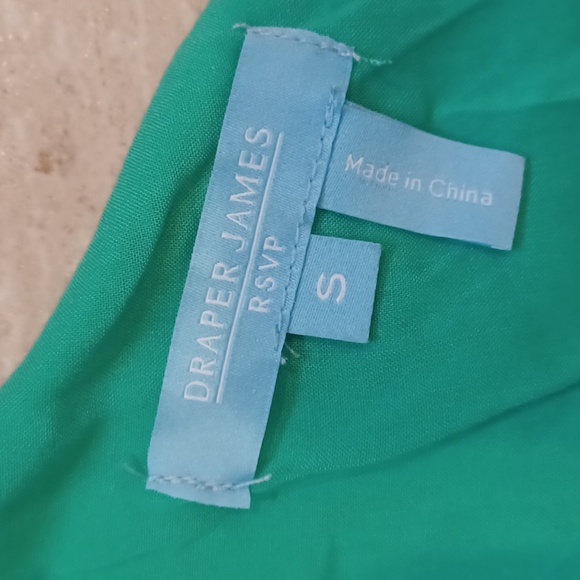 DRAPER JAMES
RSVP
S
Made in China